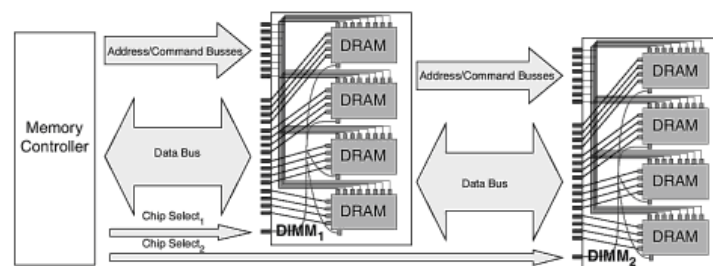 Memory
Controller
Address/Command Busses
Data Bus
Chip Select1
Chip Select2
DRAM
DRAM
DRAM
DRAM
DIMM1
Address/Command Busses
Data Bus
DRAM
DRAM
DRAM
DRAM
DIMM2